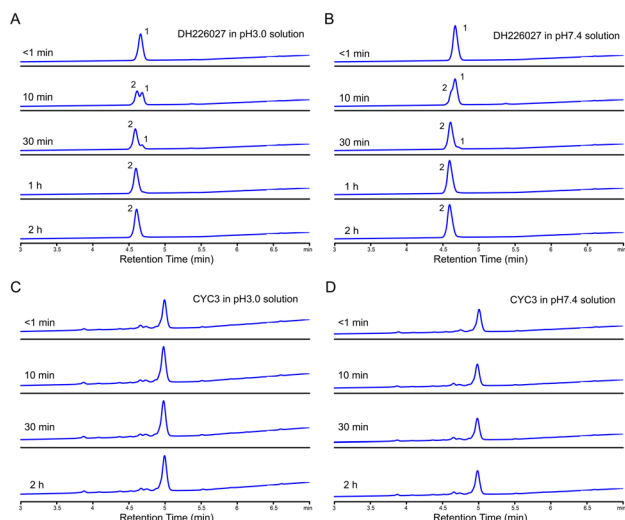 A
DH226027 in pH3.0 solution
<1 min
1
10 min
2 1
30 min
2
1
1 h
2
2 h
2
3 3.5 4 4.5 5 5.5 6 6.5 min
Retention Time (min)
B
DH226027 in pH7.4 solution
<1 min
1
10 min
2 1
30 min
2
1
1 h
2
2 h
2
3 3.5 4 4.5 5 5.5 6 6.5 min
Retention Time (min)
C
CYC3 in pH3.0 solution
<1 min
10 min
30 min
2 h
3 3.5 4 4.5 5 5.5 6 6.5 min
Retention Time (min)
D
CYC3 in pH7.4 solution
<1 min
10 min
30 min
2 h
3 3.5 4 4.5 5 5.5 6 6.5 min
Retention Time (min)